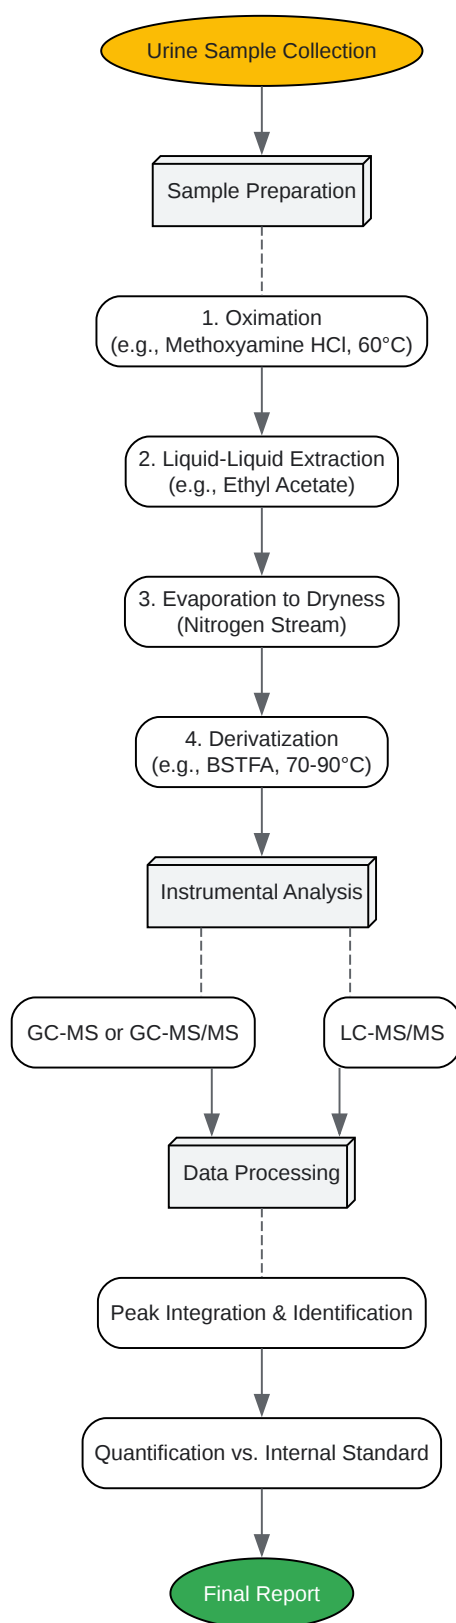 Urine Sample Collection
Sample Preparation
1. Oximation
(e.g., Methoxyamine HCl, 60°C)
2. Liquid-Liquid Extraction
(e.g., Ethyl Acetate)
3. Evaporation to Dryness
(Nitrogen Stream)
4. Derivatization
(e.g., BSTFA, 70-90°C)
Instrumental Analysis
GC-MS or GC-MS/MS
LC-MS/MS
Data Processing
Peak Integration & Identification
Quantification vs. Internal Standard
Final Report